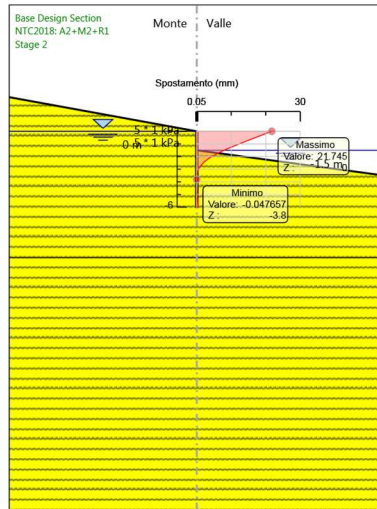 Base Design Section
NTC2018: A2+M2+R1
Stage 2
Monte
Valle
Spostamento (mm)
0.05
30
5 * 1 kPa
0 m
* 1 kPa
Massimo
Valore: 21.745
Z : 0
-1.5 m
Minimo
Valore: -0.047657
Z : -3.8
-6